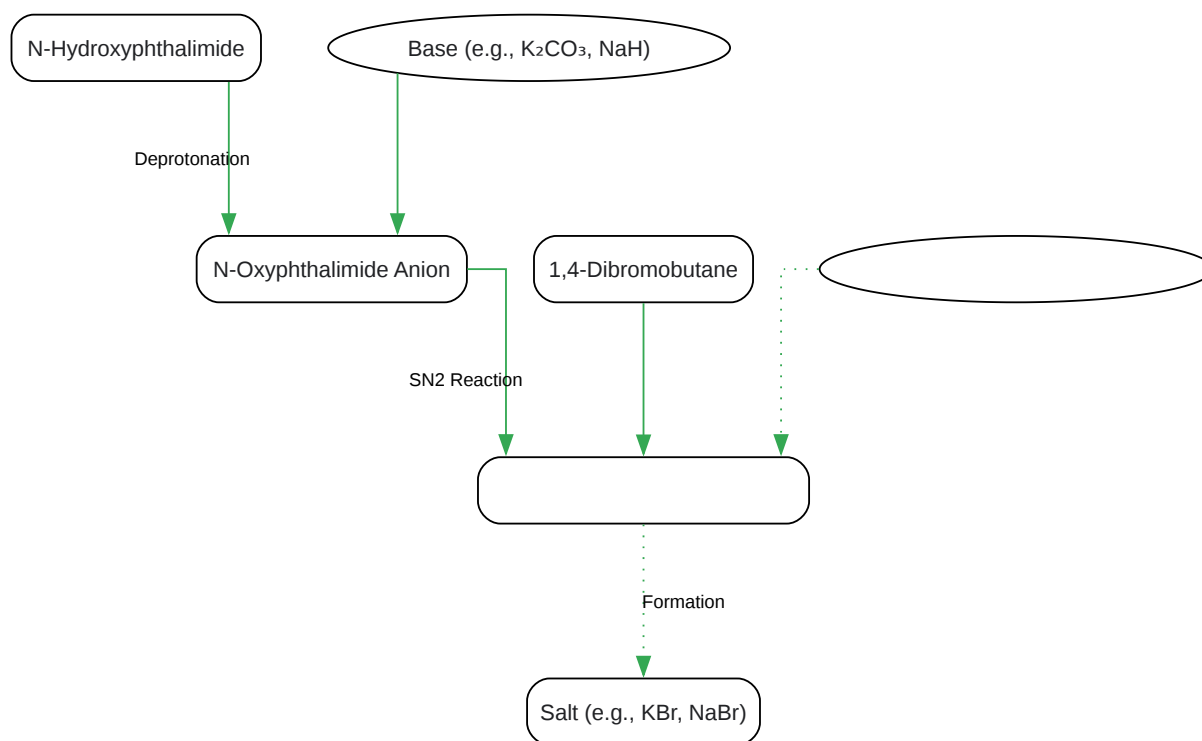 N-Hydroxyphthalimide
Base (e.g., K₂CO₃, NaH)
Deprotonation
N-Oxyphthalimide Anion
1,4-Dibromobutane
SN2 Reaction
Formation
Salt (e.g., KBr, NaBr)